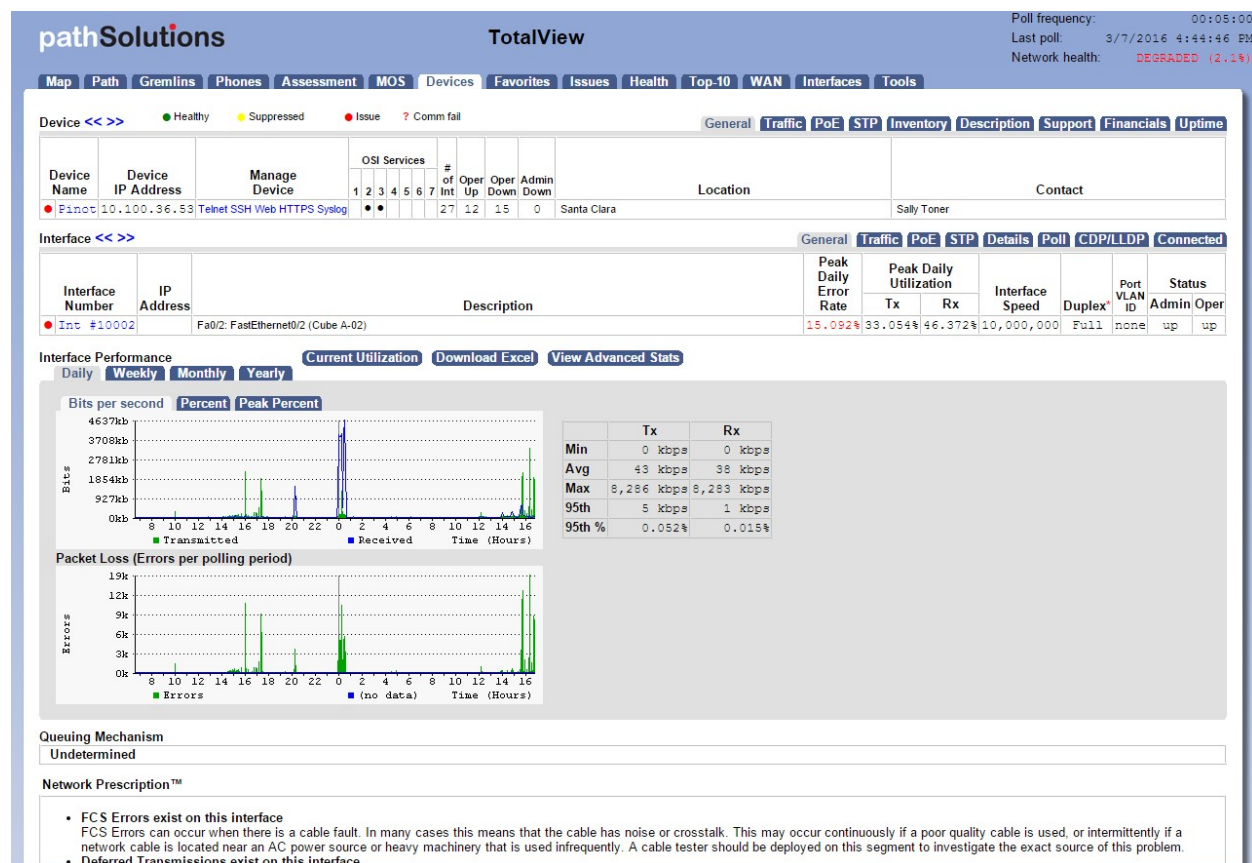 pathSolutions
TotalView
Poll frequency: 00:05:00
Last poll: 3/7/2016 4:44:46 PM
Network health: DEGRADED (2.1%)
Map Path Gremlins Phones Assessment MOS Devices Favorites Issues Health Top-10 WAN Interfaces Tools
Device << >> Healthy Suppressed Issue ? Comm fail
General Traffic PoE STP Inventory Description Support Financials Uptime
Device Name Device IP Address Manage Device OSI Services 1 2 3 4 5 6 7 # of Int Oper Up Oper Down Admin Down Location Contact
Pinot 10.100.36.53 Telnet SSH Web HTTPS Syslog 27 12 15 0 Santa Clara Sally Toner
Interface << >>
General Traffic PoE STP Details Poll CDP/LLDP Connected
Interface Number IP Address Description Peak Daily Error Rate Peak Daily Utilization Tx Rx Interface Speed Duplex* Port VLAN ID Status Admin Oper
Int #10002 Fa0/2: FastEthernet0/2 (Cube A-02) 15.092% 33.054% 46.372% 10,000,000 Full none up up
Interface Performance Current Utilization Download Excel View Advanced Stats
Daily Weekly Monthly Yearly
Bits per second Percent Peak Percent
4637kb
3708kb
2781kb
1854kb
927kb
0kb
Bits
8 10 12 14 16 18 20 22 0 2 4 6 8 10 12 14 16
Transmitted Received Time (Hours)
Tx Rx
Min 0 kbps 0 kbps
Avg 43 kbps 38 kbps
Max 8,286 kbps 8,283 kbps
95th 5 kbps 1 kbps
95th % 0.052% 0.015%
Packet Loss (Errors per polling period)
19k
12k
9k
6k
3k
0k
Errors
8 10 12 14 16 18 20 22 0 2 4 6 8 10 12 14 16
Errors (no data) Time (Hours)
Queuing Mechanism
Undetermined
Network Prescription™
• FCS Errors exist on this interface
FCS Errors can occur when there is a cable fault. In many cases this means that the cable has noise or crosstalk. This may occur continuously if a poor quality cable is used, or intermittently if a
network cable is located near an AC power source or heavy machinery that is used infrequently. A cable tester should be deployed on this segment to investigate the exact source of this problem.
• Deferred Transmissions exist on this interface